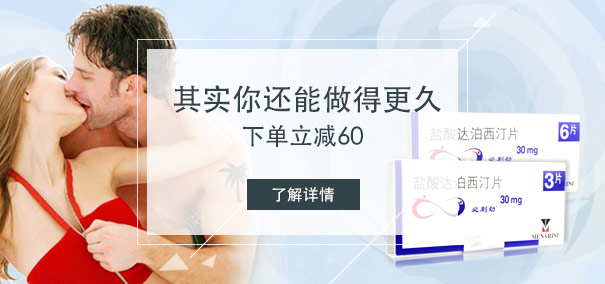 其实你还能做得更久
下单立减60
了解详情
盐酸达泊西汀片
6片
30 mg
盐酸达泊西汀片
3片
30 mg
必利劲
MENARINI